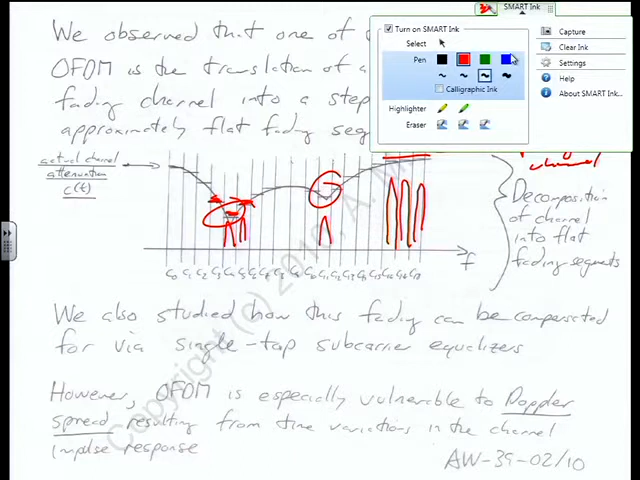 SMART Ink
Turn on SMART Ink
Select
Pen
Calligraphic Ink
Highlighter
Eraser
Capture
Clear Ink
Settings
Help
About SMART Ink...
We observed that one of
OFDM is the translation of a
fading channel into a step
approximately flat fading seg
actual channel
attenuation
C(t)
channel
Decomposition
of channel
into flat
fading segments
f
We also studied how this fading can be compensated
for via single-tap subcarrier equalizers
However, OFDM is especially vulnerable to Doppler
spread resulting from time variations in the channel
impulse response
AW-39-02/10
Copyright (c) 2010, A.